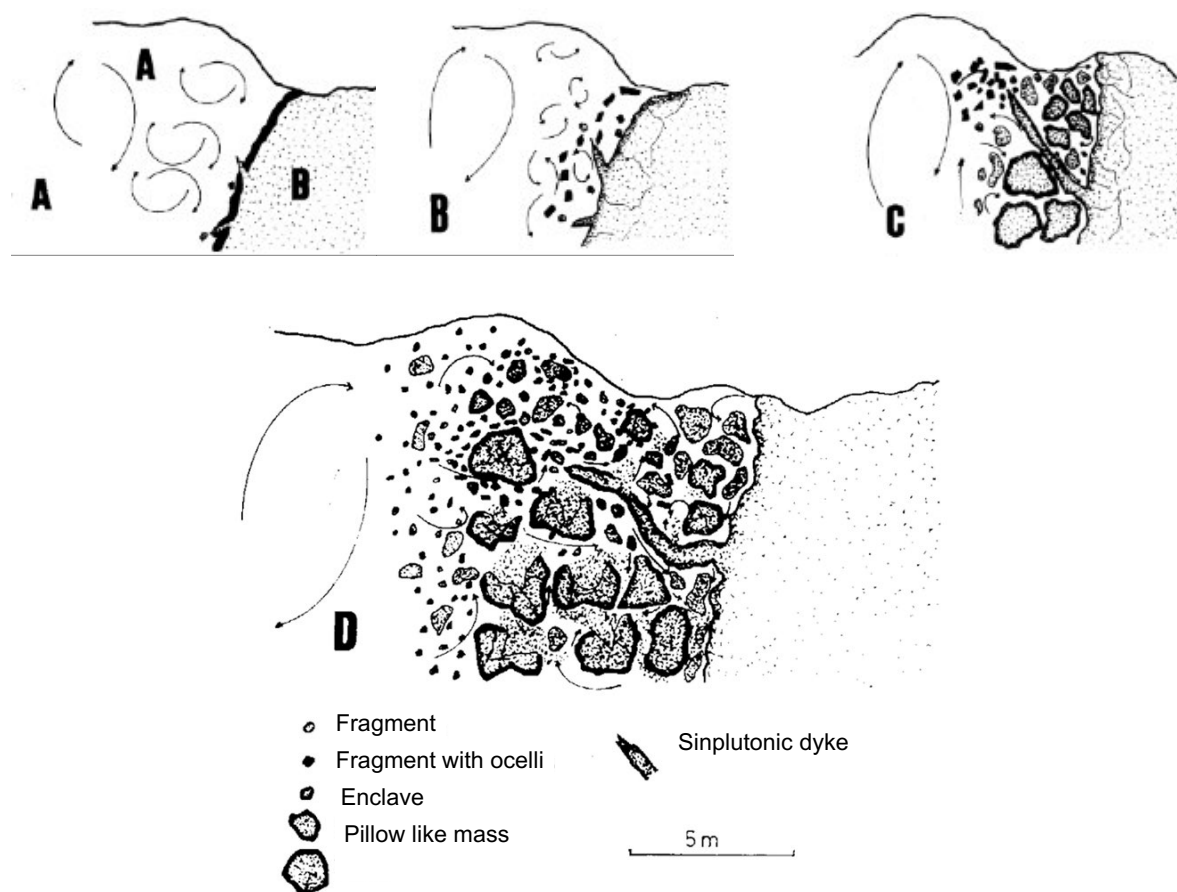 A
A
B
B
C
D
Fragment
Fragment with ocelli
Enclave
Pillow like mass
Sinplutonic dyke
5 m